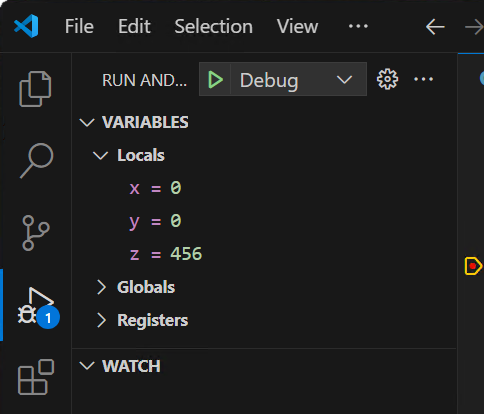 File Edit Selection View ...
RUN AND... Debug ...
VARIABLES
Locals
x = 0
y = 0
z = 456
Globals
Registers
1
WATCH